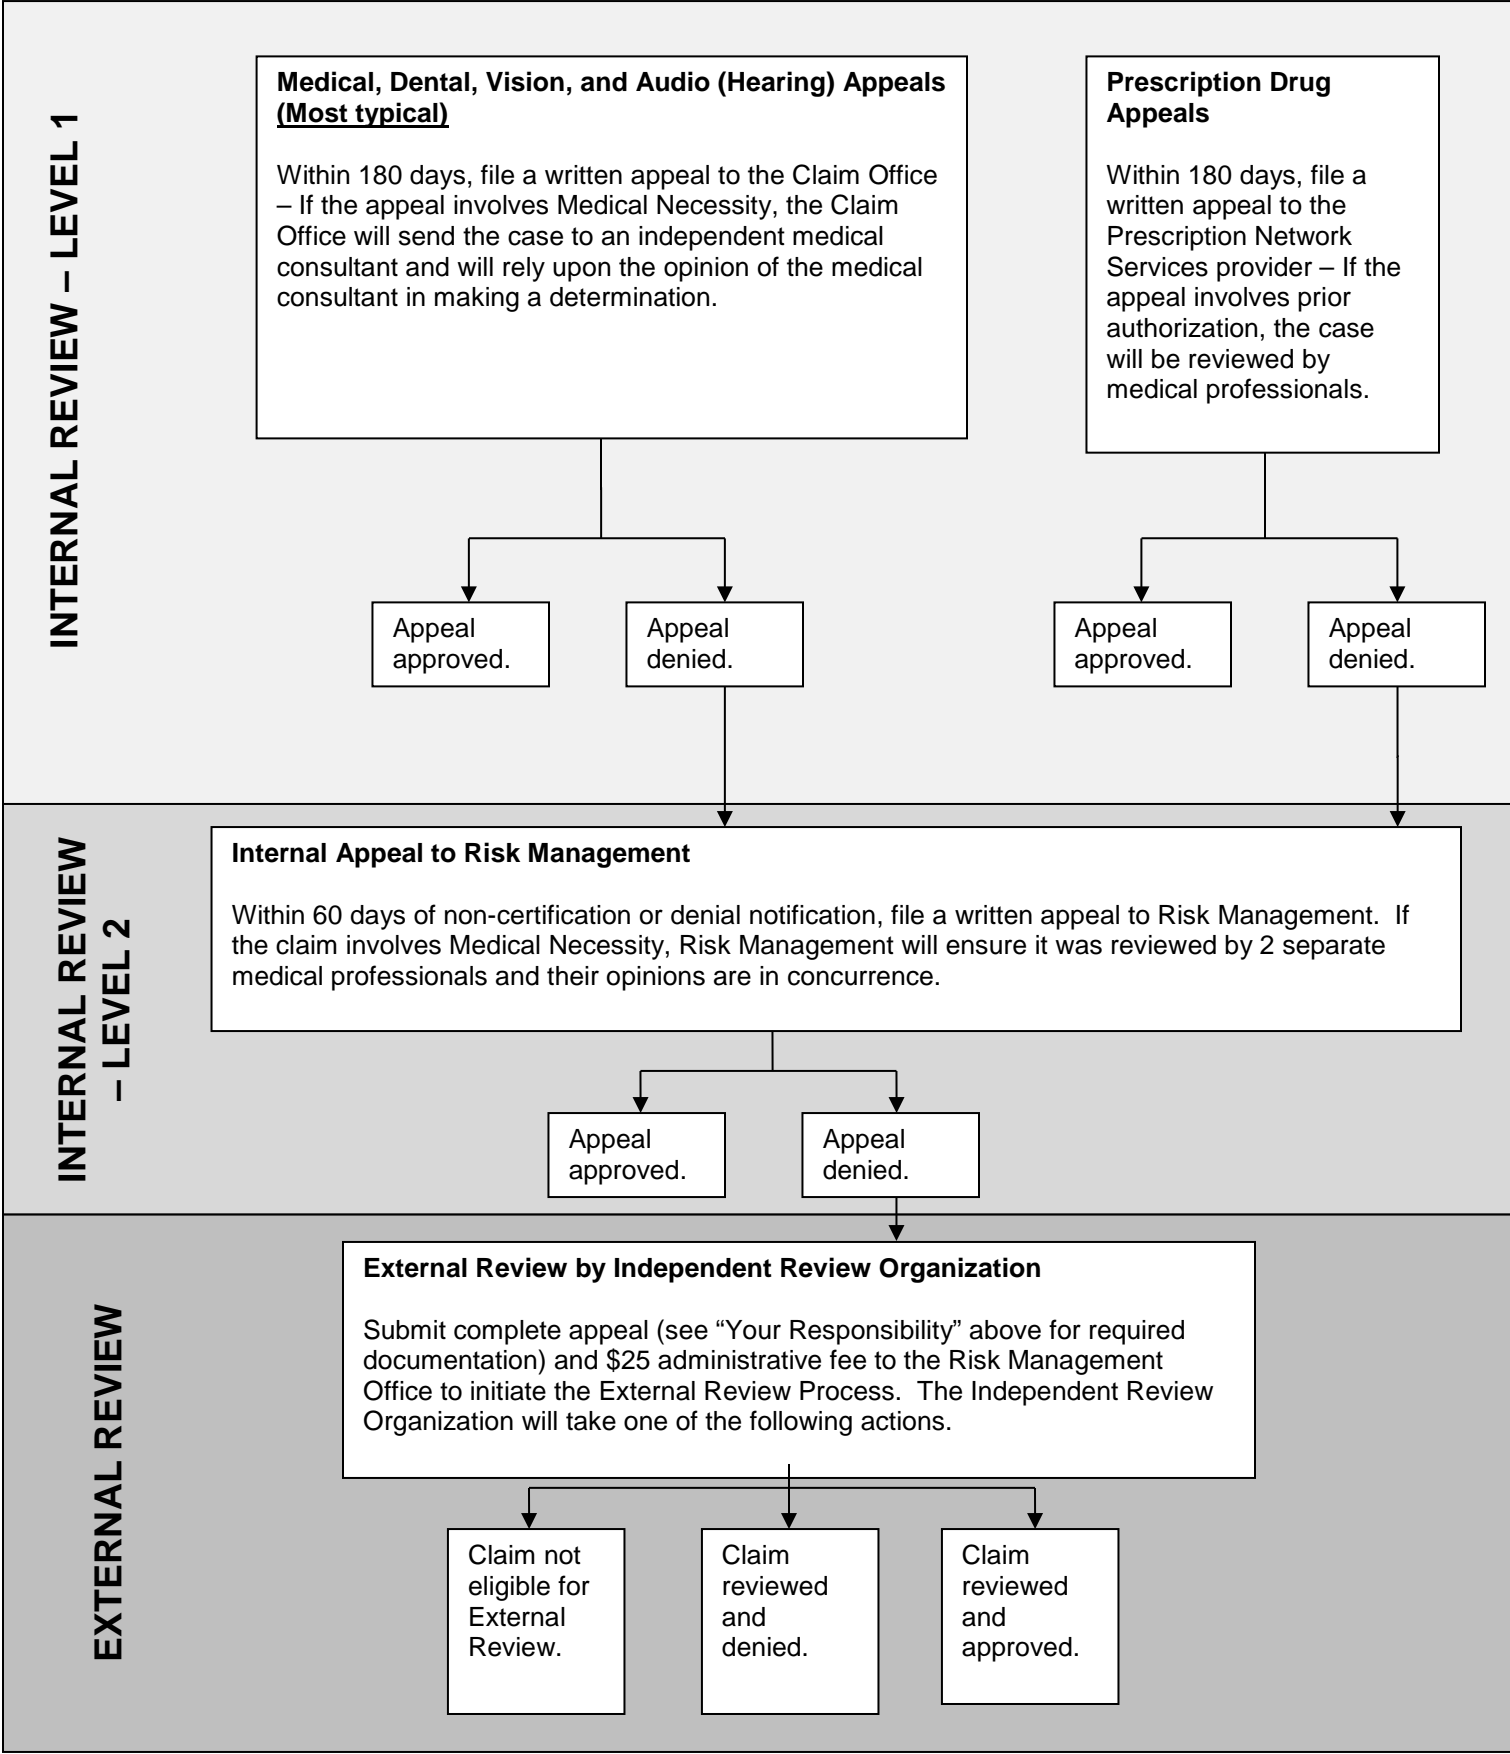 INTERNAL REVIEW – LEVEL 1
Medical, Dental, Vision, and Audio (Hearing) Appeals
(Most typical)
Within 180 days, file a written appeal to the Claim Office
– If the appeal involves Medical Necessity, the Claim
Office will send the case to an independent medical
consultant and will rely upon the opinion of the medical
consultant in making a determination.
Prescription Drug
Appeals
Within 180 days, file a
written appeal to the
Prescription Network
Services provider – If the
appeal involves prior
authorization, the case
will be reviewed by
medical professionals.
Appeal
approved.
Appeal
denied.
Appeal
approved.
Appeal
denied.
INTERNAL REVIEW
– LEVEL 2
Internal Appeal to Risk Management
Within 60 days of non-certification or denial notification, file a written appeal to Risk Management.  If
the claim involves Medical Necessity, Risk Management will ensure it was reviewed by 2 separate
medical professionals and their opinions are in concurrence.
Appeal
approved.
Appeal
denied.
EXTERNAL REVIEW
External Review by Independent Review Organization
Submit complete appeal (see “Your Responsibility” above for required
documentation) and $25 administrative fee to the Risk Management
Office to initiate the External Review Process.  The Independent Review
Organization will take one of the following actions.
Claim not
eligible for
External
Review.
Claim
reviewed
and
denied.
Claim
reviewed
and
approved.